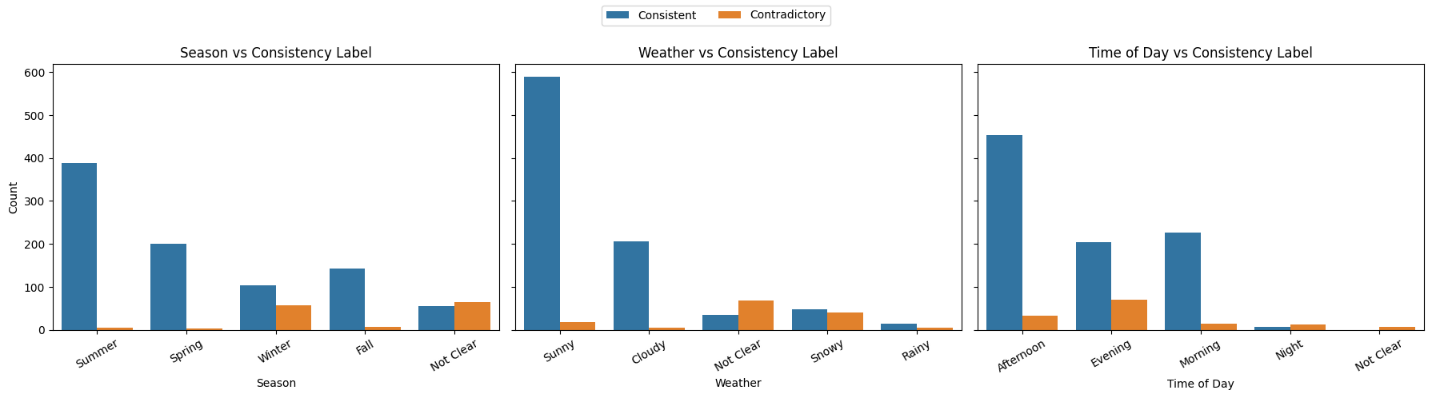 Consistent Contradictory
Season vs Consistency Label
Weather vs Consistency Label
Time of Day vs Consistency Label
600
500
400
300
200
100
0
Count
Summer Spring Winter Fall Not Clear
Season
Sunny Cloudy Not Clear Snowy Rainy
Weather
Afternoon Evening Morning Night Not Clear
Time of Day